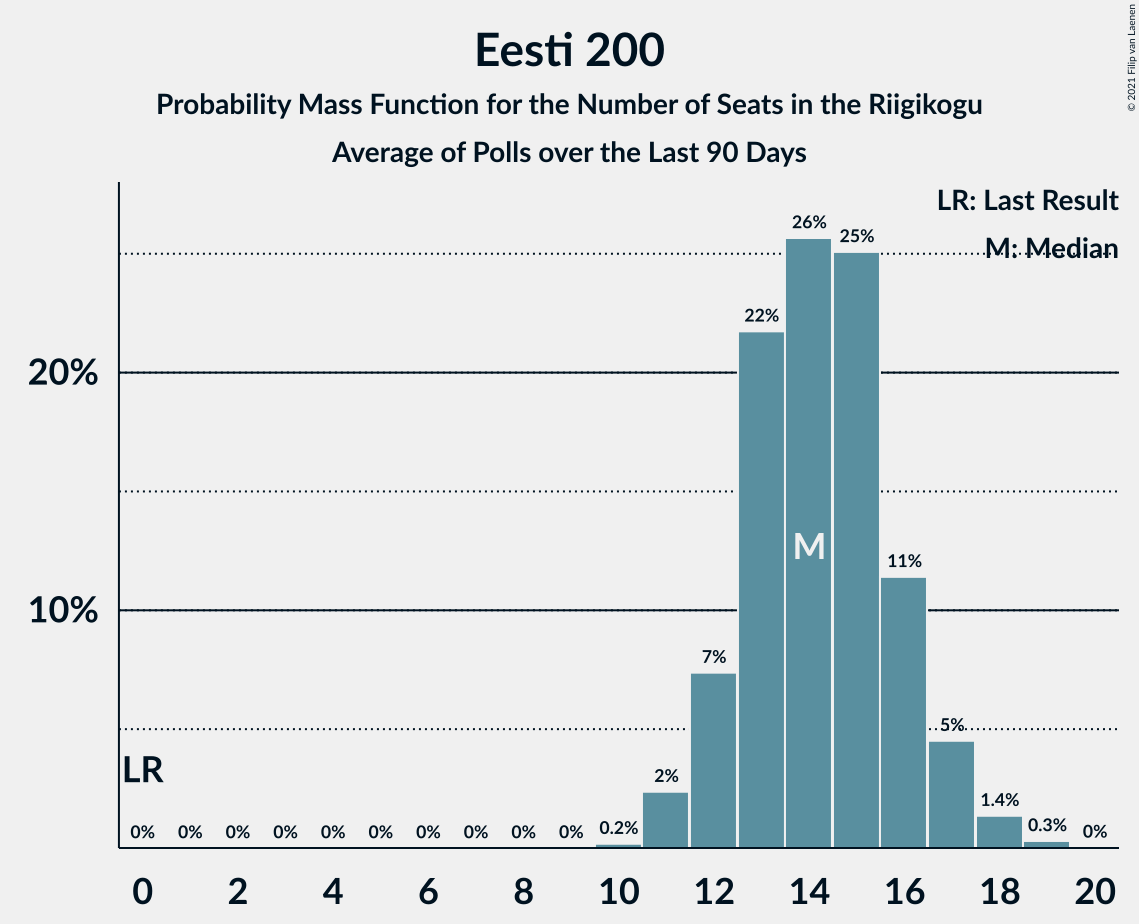 Eesti 200
Probability Mass Function for the Number of Seats in the Riigikogu
Average of Polls over the Last 90 Days
© 2021 Filip van Laenen
LR: Last Result
M: Median
26%
25%
22%
20%
M
11%
10%
7%
5%
LR
2%
1.4%
0% 0% 0% 0% 0% 0% 0% 0% 0% 0% 0.2% 0.3% 0%
0 2 4 6 8 10 12 14 16 18 20